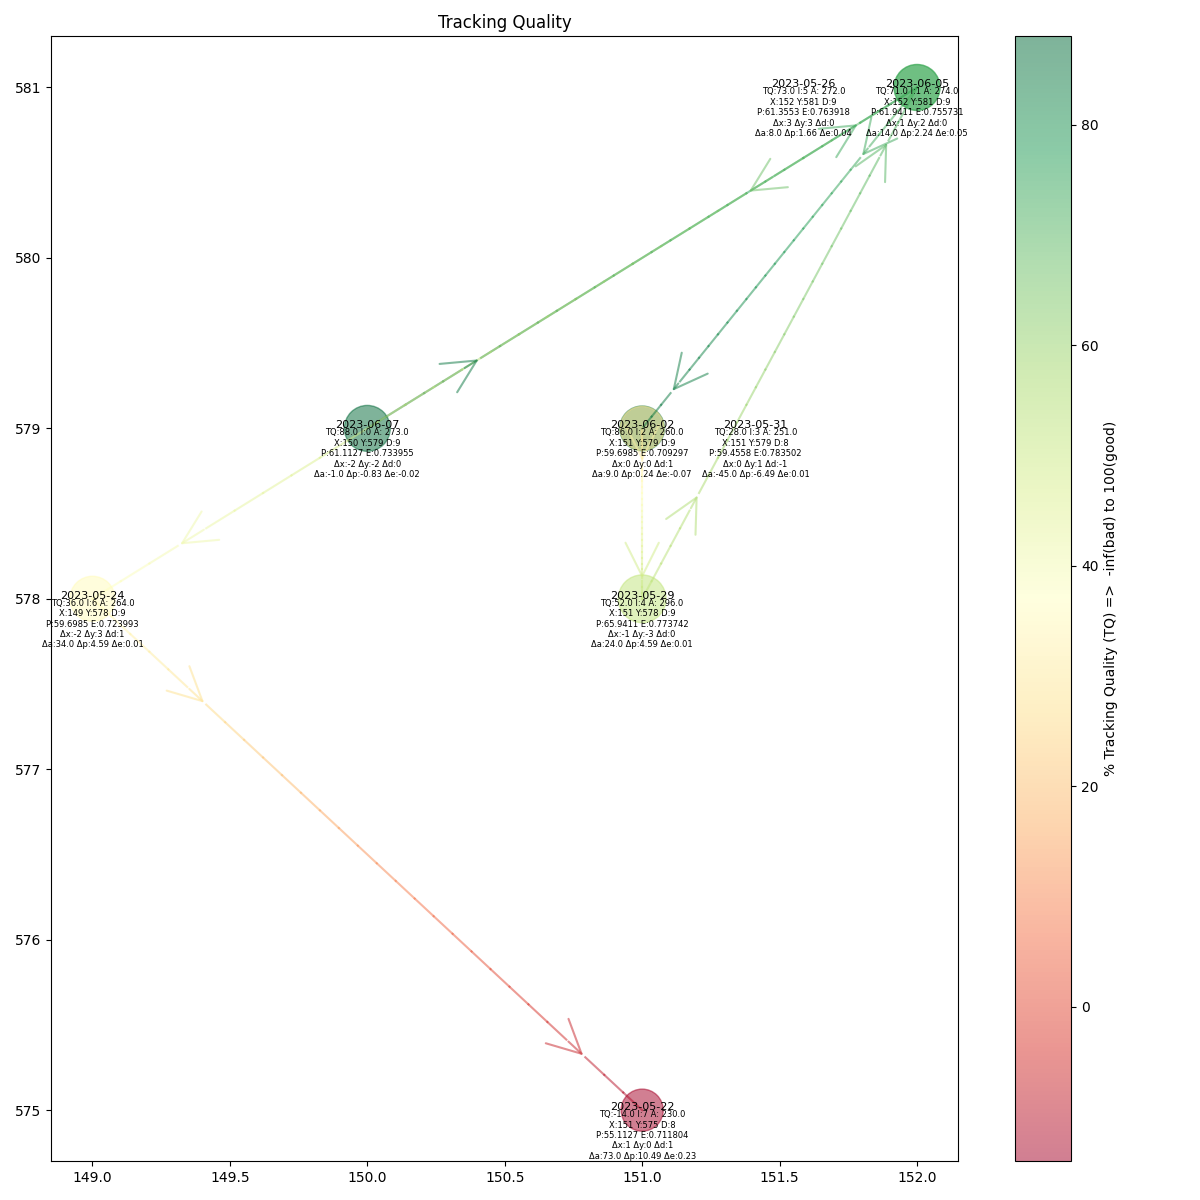 Tracking Quality
581
580
579
578
577
576
575
149.0
149.5
150.0
150.5
151.0
151.5
152.0
2023-05-26
TQ:73.0 I:5 A: 272.0
X:152 Y:581 D:9
P:61.3553 E:0.763918
Δx:3 Δy:3 Δd:0
Δa:8.0 Δp:1.66 Δe:0.04
2023-06-05
TQ:71.0 I:1 A: 274.0
X:152 Y:581 D:9
P:61.9411 E:0.755731
Δx:1 Δy:2 Δd:0
Δa:14.0 Δp:2.24 Δe:0.05
2023-06-07
TQ:88.0 I:0 A: 273.0
X:150 Y:579 D:9
P:61.1127 E:0.733955
Δx:-2 Δy:-2 Δd:0
Δa:-1.0 Δp:-0.83 Δe:-0.02
2023-06-02
TQ:86.0 I:2 A: 260.0
X:151 Y:579 D:9
P:59.6985 E:0.709297
Δx:0 Δy:0 Δd:1
Δa:9.0 Δp:0.24 Δe:-0.07
2023-05-31
TQ:28.0 I:3 A: 251.0
X:151 Y:579 D:8
P:59.4558 E:0.783502
Δx:0 Δy:1 Δd:-1
Δa:-45.0 Δp:-6.49 Δe:0.01
2023-05-24
TQ:36.0 I:6 A: 264.0
X:149 Y:578 D:9
P:59.6985 E:0.723993
Δx:-2 Δy:3 Δd:1
Δa:34.0 Δp:4.59 Δe:0.01
2023-05-29
TQ:52.0 I:4 A: 296.0
X:151 Y:578 D:9
P:65.9411 E:0.773742
Δx:-1 Δy:-3 Δd:0
Δa:24.0 Δp:4.59 Δe:0.01
2023-05-22
TQ:-14.0 I:7 A: 230.0
X:151 Y:575 D:8
P:55.1127 E:0.711804
Δx:1 Δy:0 Δd:1
Δa:73.0 Δp:10.49 Δe:0.23
80
60
40
20
0
% Tracking Quality (TQ) => -inf(bad) to 100(good)